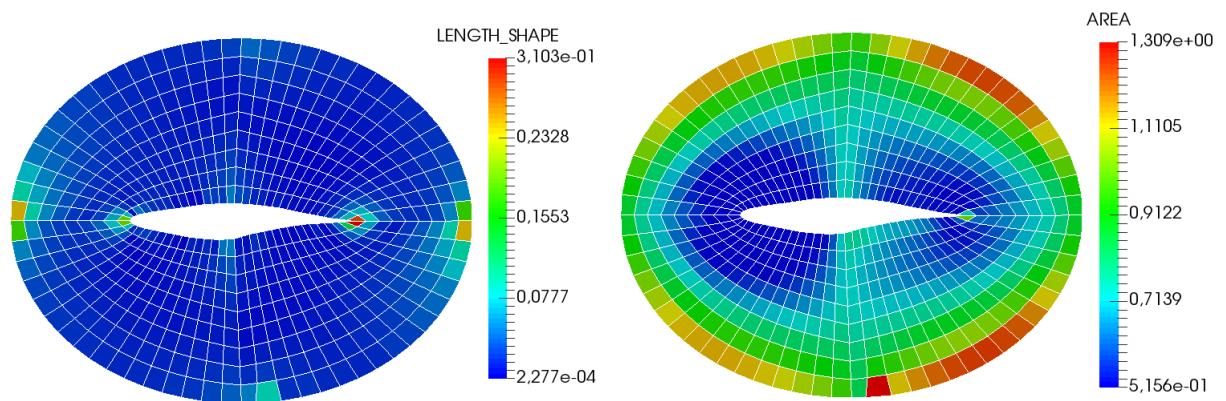 LENGTH_SHAPE
3.103e-01
0.2328
0.1553
0.0777
2.277e-04
AREA
1,309e+00
1,1105
0,9122
0,7139
5,156e-01